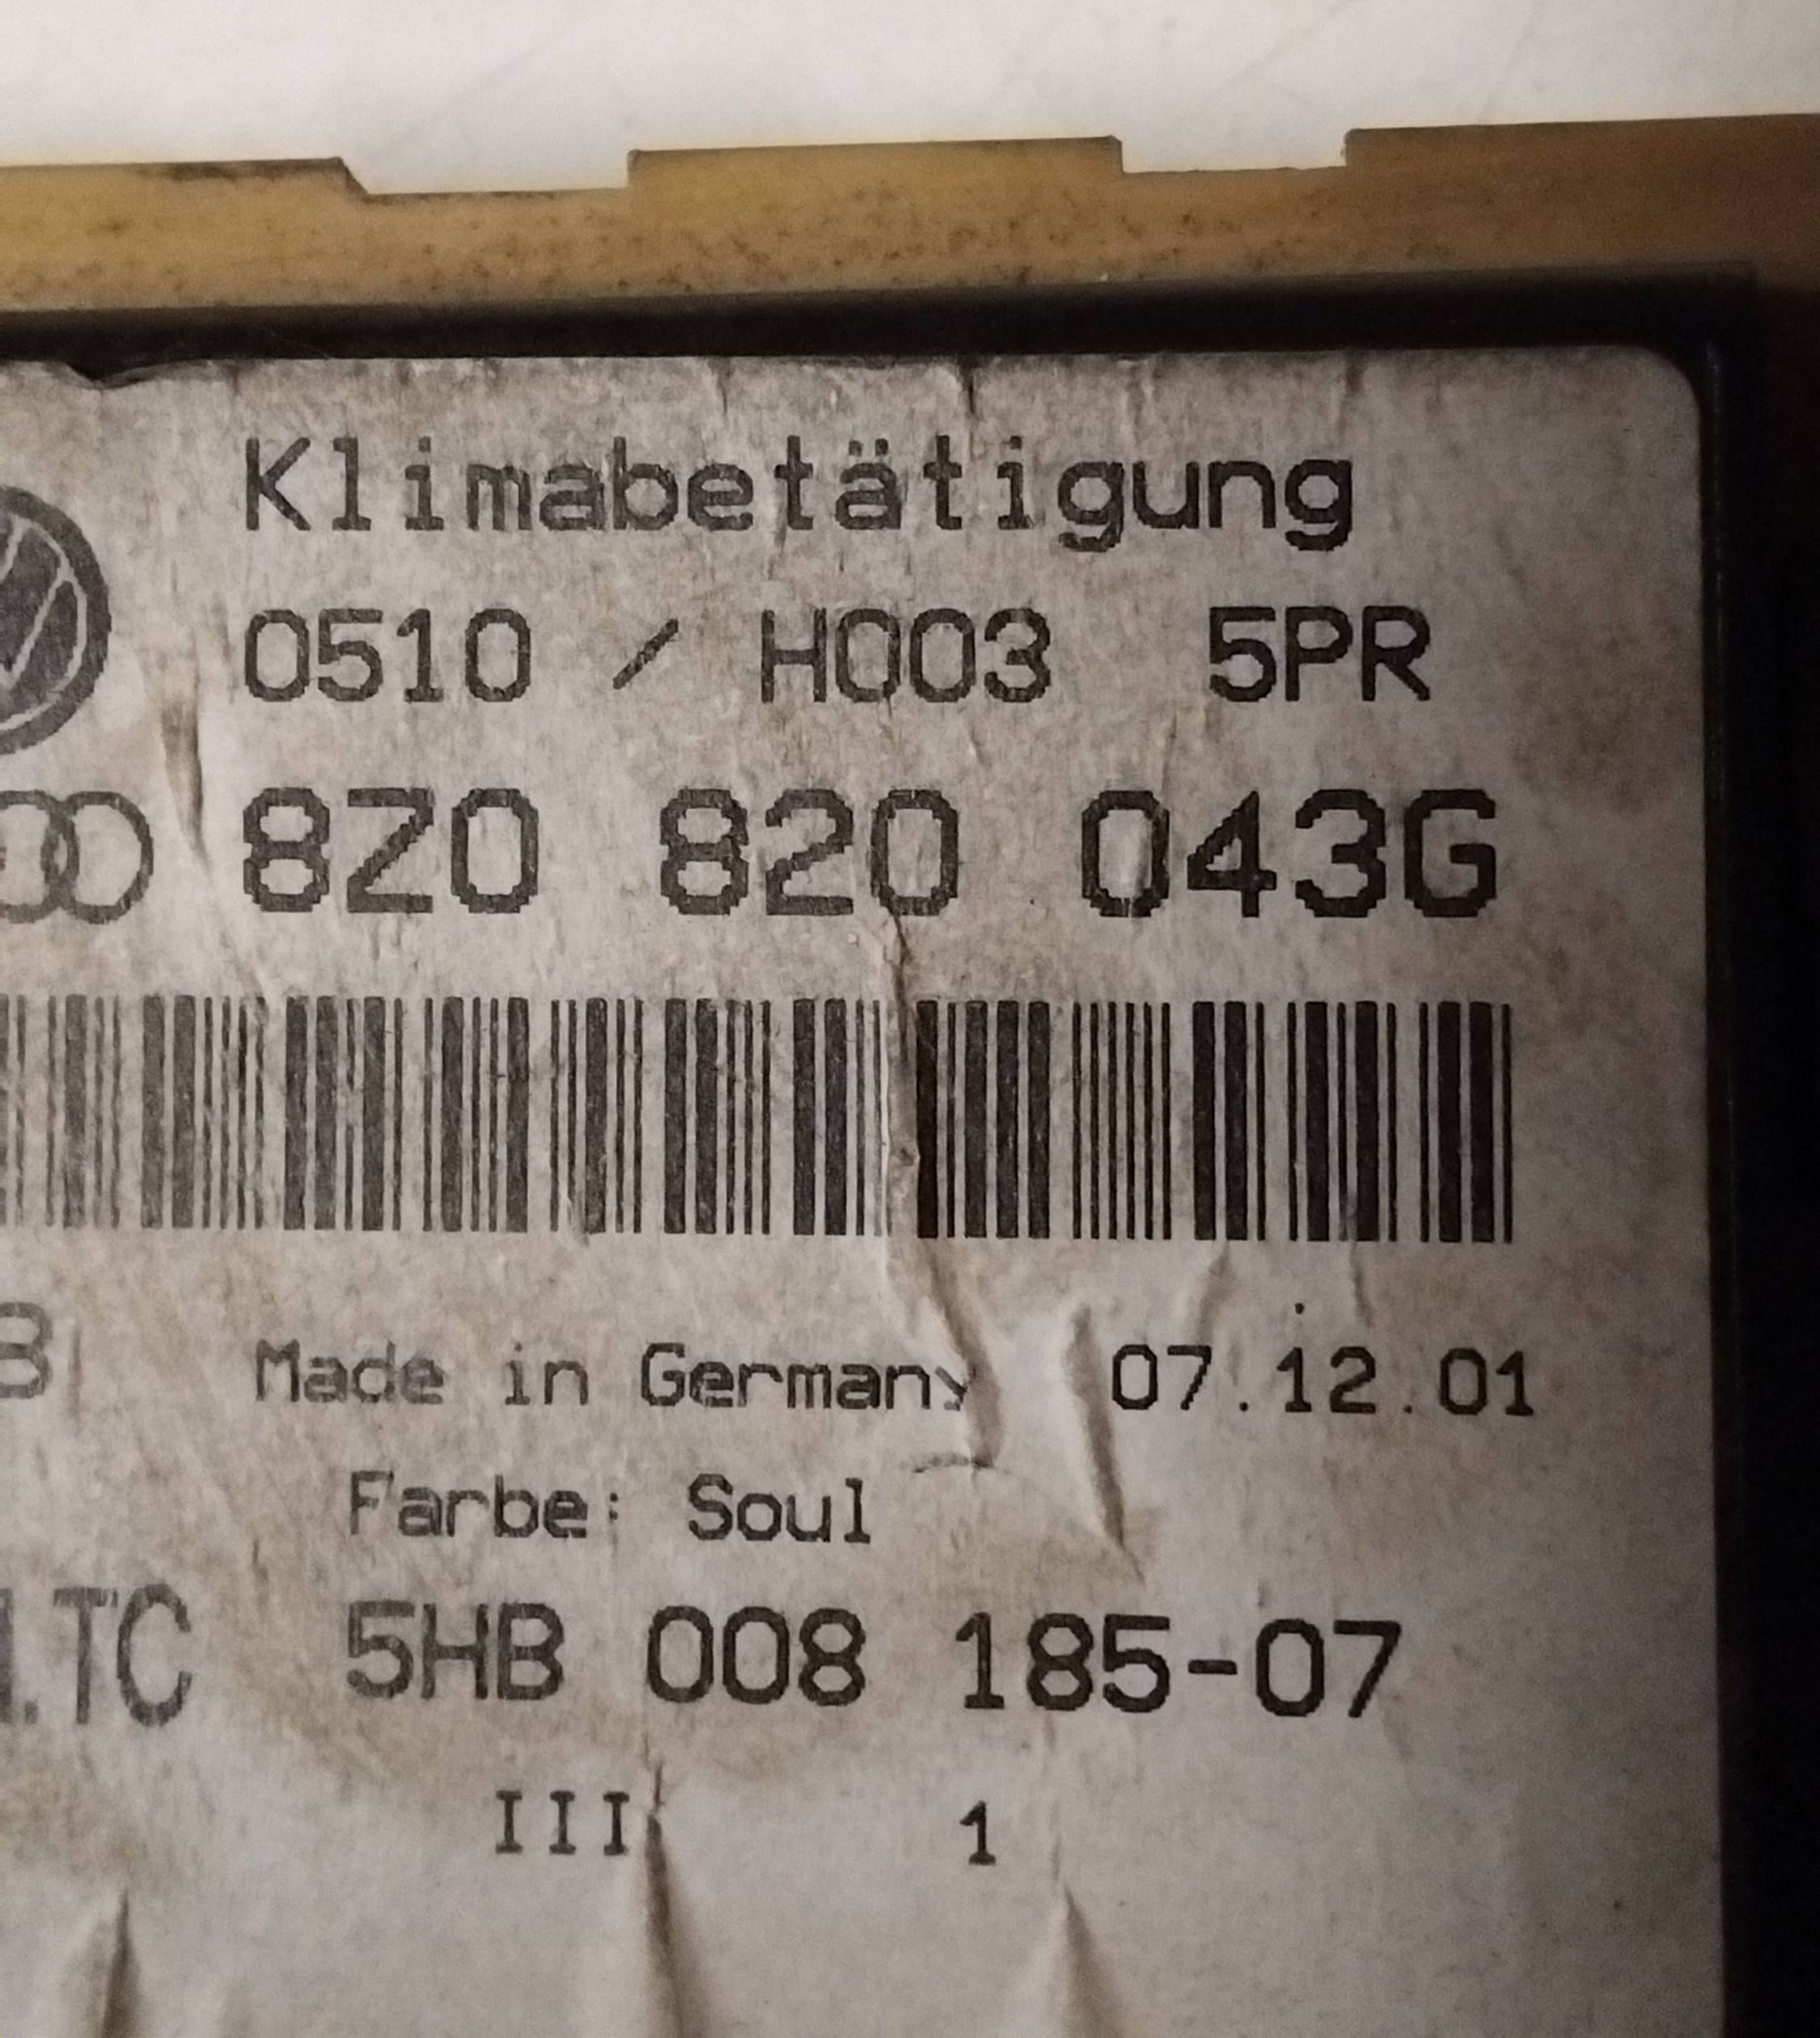 Klimabetätigung
0510 / H003 5PR
8Z0 820 043G
Made in Germany 07.12.01
Farbe: Soul
TC 5HB 008 185-07
III 1